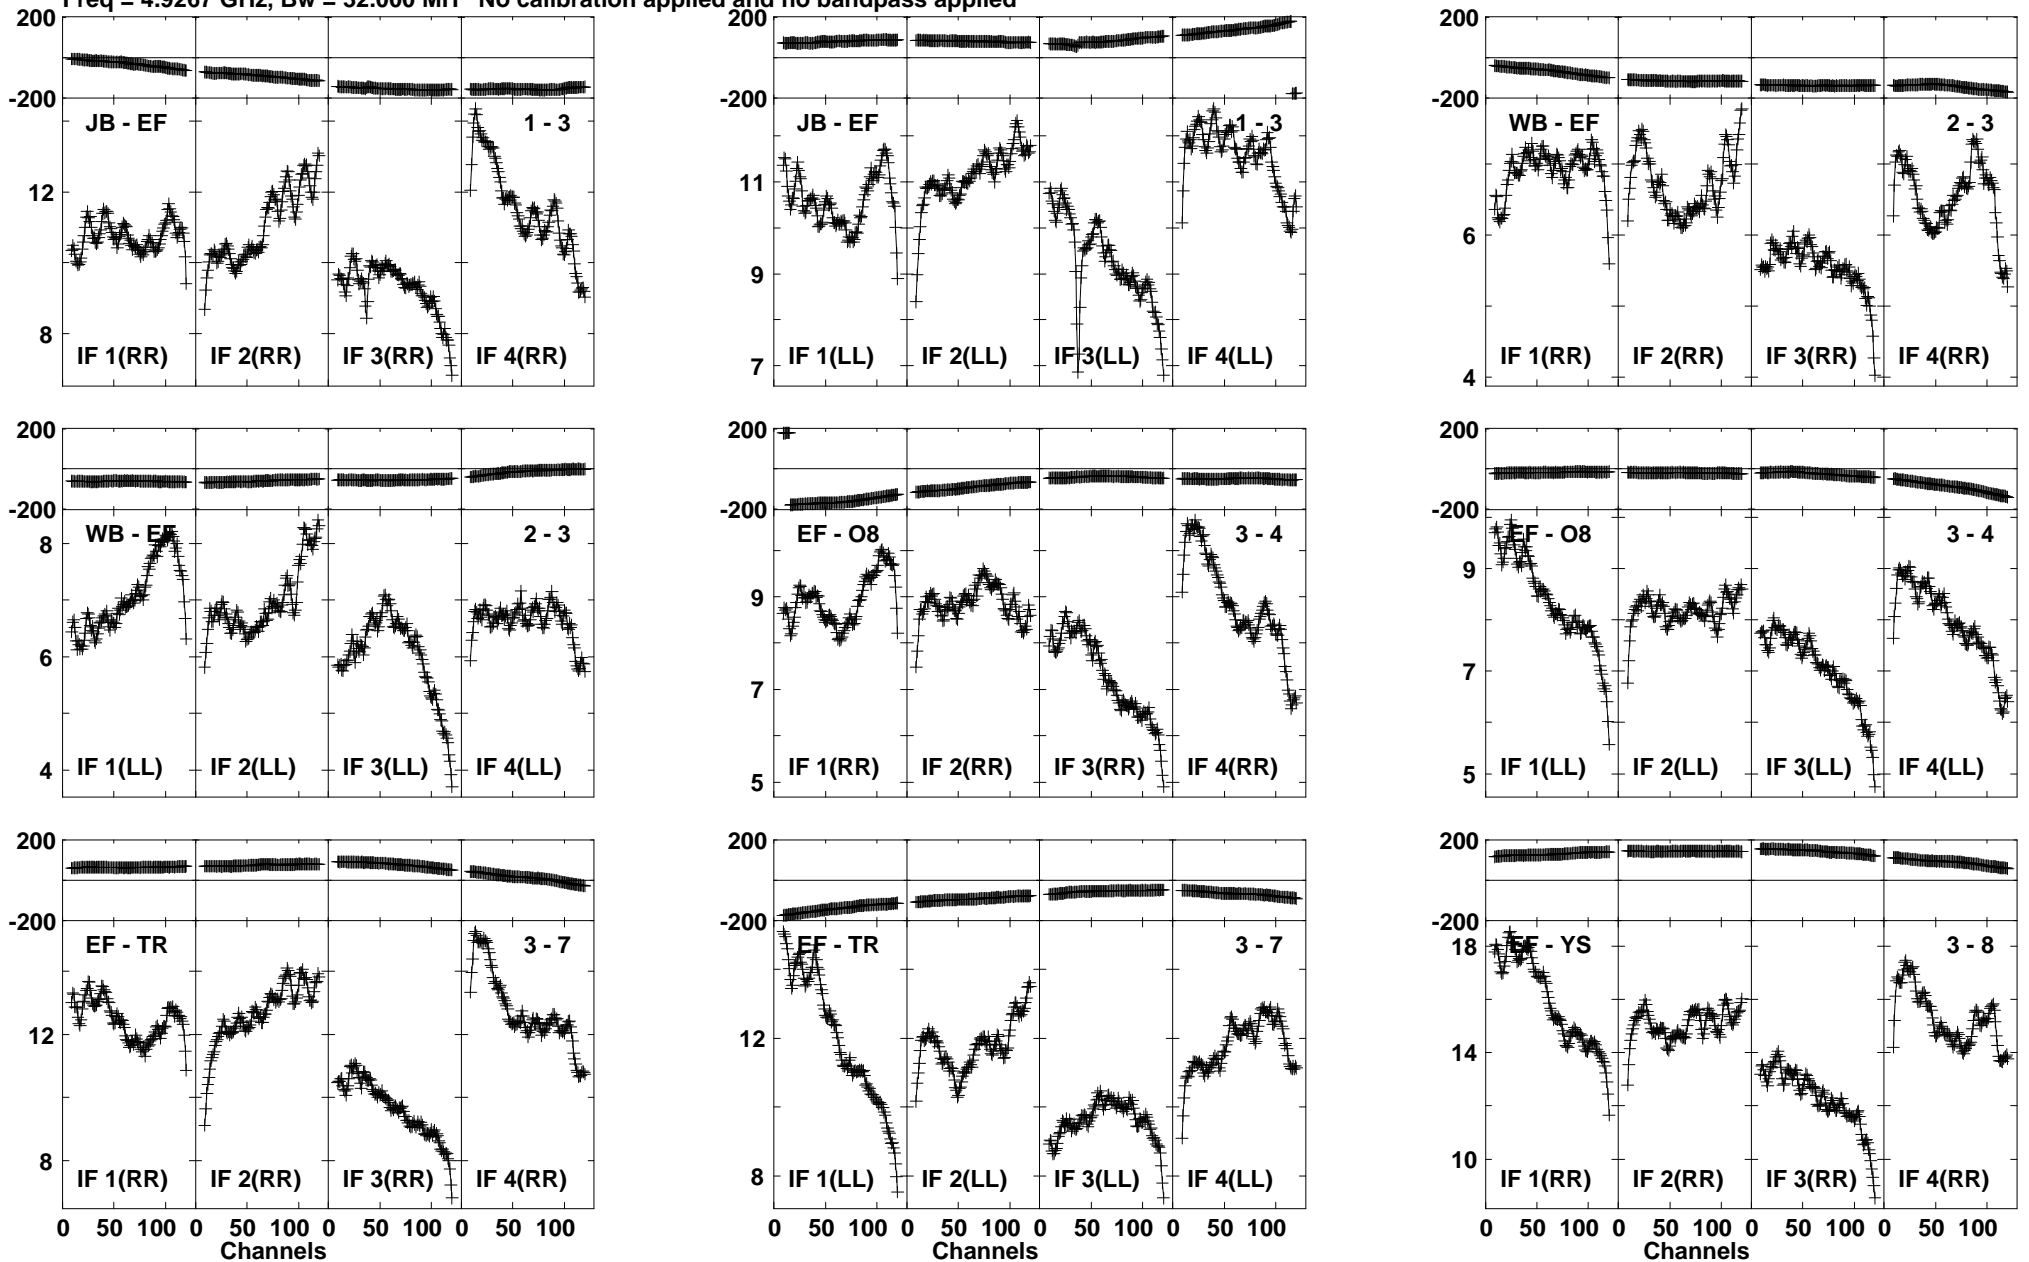 Freq = 4.9267 GHz, Bw = 32.000 MH No calibration applied and no bandpass applied
200
-200
JB - EF 1 - 3
12
8
IF 1(RR) IF 2(RR) IF 3(RR) IF 4(RR)
200
-200
JB - EF 1 - 3
11
9
7
IF 1(LL) IF 2(LL) IF 3(LL) IF 4(LL)
200
-200
WB - EF 2 - 3
6
4
IF 1(RR) IF 2(RR) IF 3(RR) IF 4(RR)
200
-200
WB - EF 2 - 3
8
6
4
IF 1(LL) IF 2(LL) IF 3(LL) IF 4(LL)
200
-200
EF - O8 3 - 4
9
7
5
IF 1(RR) IF 2(RR) IF 3(RR) IF 4(RR)
200
-200
EF - O8 3 - 4
9
7
5
IF 1(LL) IF 2(LL) IF 3(LL) IF 4(LL)
200
-200
EF - TR 3 - 7
12
8
IF 1(RR) IF 2(RR) IF 3(RR) IF 4(RR)
0 50 100 0 50 100 0 50 100 0 50 100
Channels
200
-200
EF - TR 3 - 7
12
8
IF 1(LL) IF 2(LL) IF 3(LL) IF 4(LL)
0 50 100 0 50 100 0 50 100 0 50 100
Channels
200
-200
EF - YS 3 - 8
18
14
10
IF 1(RR) IF 2(RR) IF 3(RR) IF 4(RR)
0 50 100 0 50 100 0 50 100 0 50 100
Channels